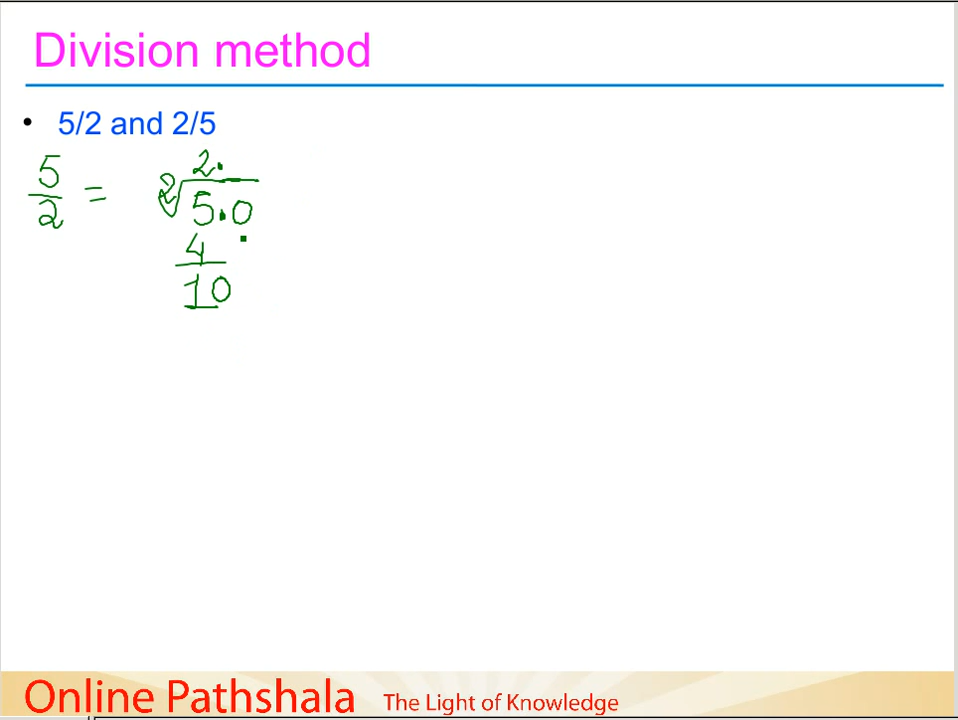 Division method
• 5/2 and 2/5
5/2 =
2.
2 5.0
4
10
Online Pathshala The Light of Knowledge